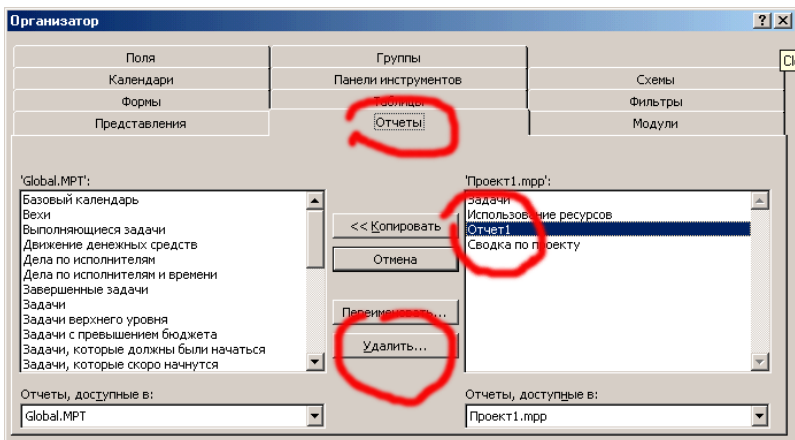 Организатор
Поля
Группы
Cl
Календари
Панели инструментов
Схемы
Формы
Таблицы
Фильтры
Представления
Отчеты
Модули
'Global.MPT':
Базовый календарь
Вехи
Выполняющиеся задачи
Движение денежных средств
Дела по исполнителям
Дела по исполнителям и времени
Завершенные задачи
Задачи
Задачи верхнего уровня
Задачи с превышением бюджета
Задачи, которые должны были начаться
Задачи, которые скоро начнутся
<< Копировать
Отмена
Переименовать...
Удалить...
'Проект1.mpp':
Задачи
Использование ресурсов
Отчет1
Сводка по проекту
Отчеты, доступные в:
Global.MPT
Отчеты, доступные в:
Проект1.mpp